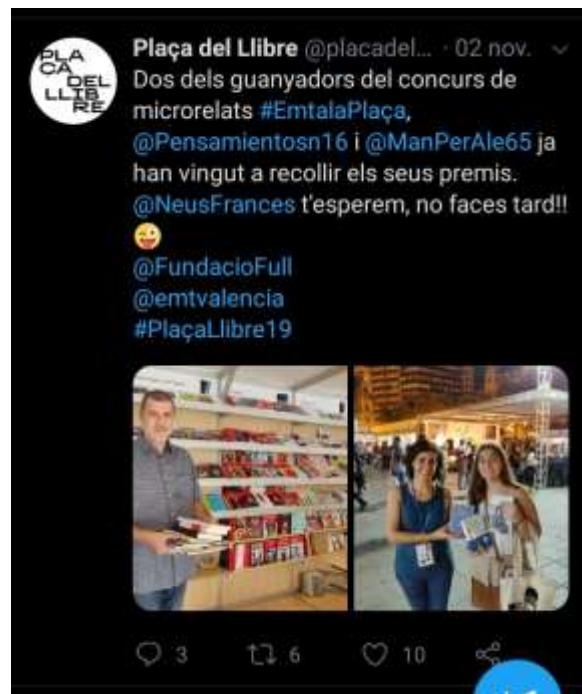 PLA
ÇA
DEL
LLIB
RE
Plaça del Llibre @placadel... · 02 nov.
Dos dels guanyadors del concurs de
microrelats #EmtalaPlaça,
@Pensamientosn16 i @ManPerAle65 ja
han vingut a recollir els seus premis.
@NeusFrances t'esperem, no faces tard!!
😜
@FundacioFull
@emtvalencia
#PlaçaLlibre19
3 6 10